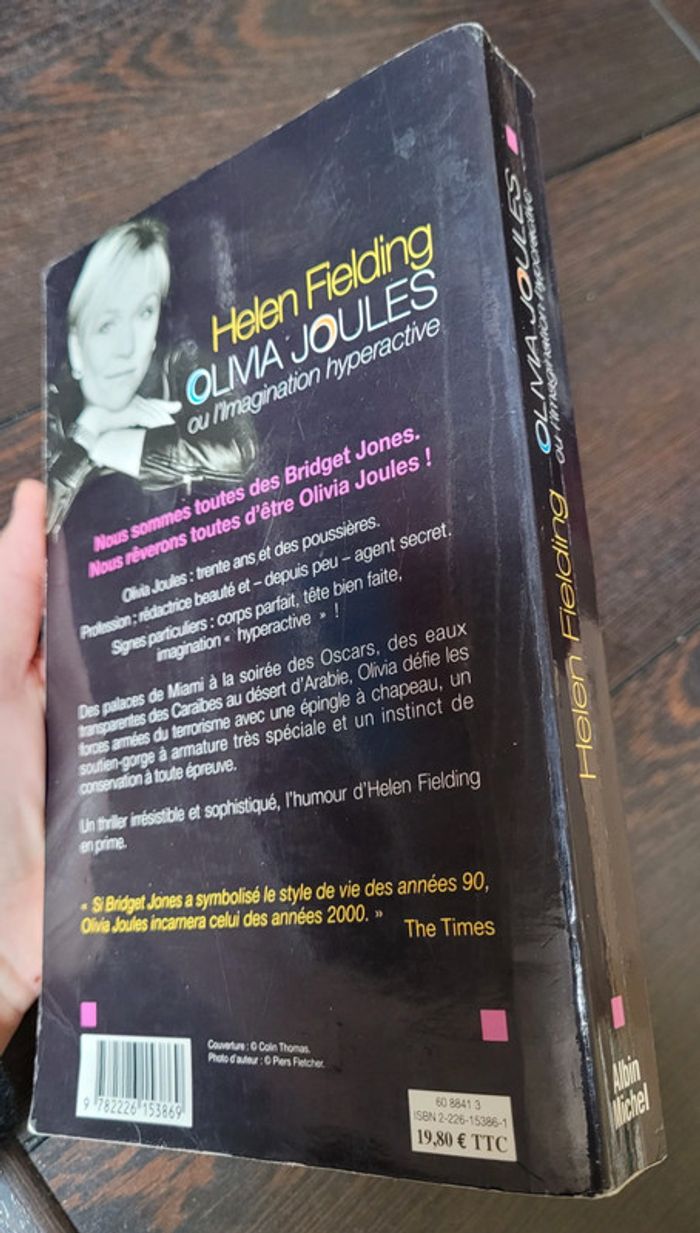 Helen Fielding
OLIVIA JOULES
ou l'Imagination hyperactive
Nous sommes toutes des Bridget Jones.
Nous rêverons toutes d'être Olivia Joules !
Olivia Joules : trente ans et des poussières.
Profession : rédactrice beauté et – depuis peu – agent secret.
Signes particuliers : corps parfait, tête bien faite,
imagination « hyperactive » !
Des palaces de Miami à la soirée des Oscars, des eaux
transparentes des Caraïbes au désert d'Arabie, Olivia défie les
forces armées du terrorisme avec une épingle à chapeau, un
soutien-gorge à armature très spéciale et un instinct de
conservation à toute épreuve.
Un thriller irrésistible et sophistiqué, l'humour d'Helen Fielding
en prime.
« Si Bridget Jones a symbolisé le style de vie des années 90,
Olivia Joules incarnera celui des années 2000. »
The Times
Couverture : © Colin Thomas.
Photo d'auteur : © Piers Fletcher.
9 782226 153869
60 8841 3
ISBN 2-226-15386-1
19,80 € TTC
Helen Fielding
OLIVIA JOULES
ou l'Imagination hyperactive
Albin
Michel